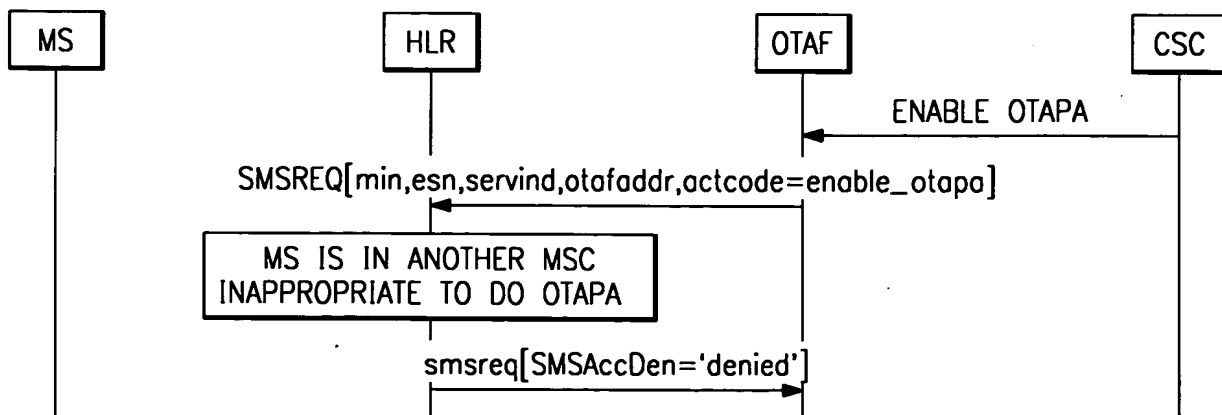 MS
HLR
OTAF
CSC
ENABLE OTAPA
SMSREQ[min,esn,servind,otafaddr,actcode=enable_otapa]
MS IS IN ANOTHER MSC
INAPPROPRIATE TO DO OTAPA
smsreq[SMSAccDen='denied']